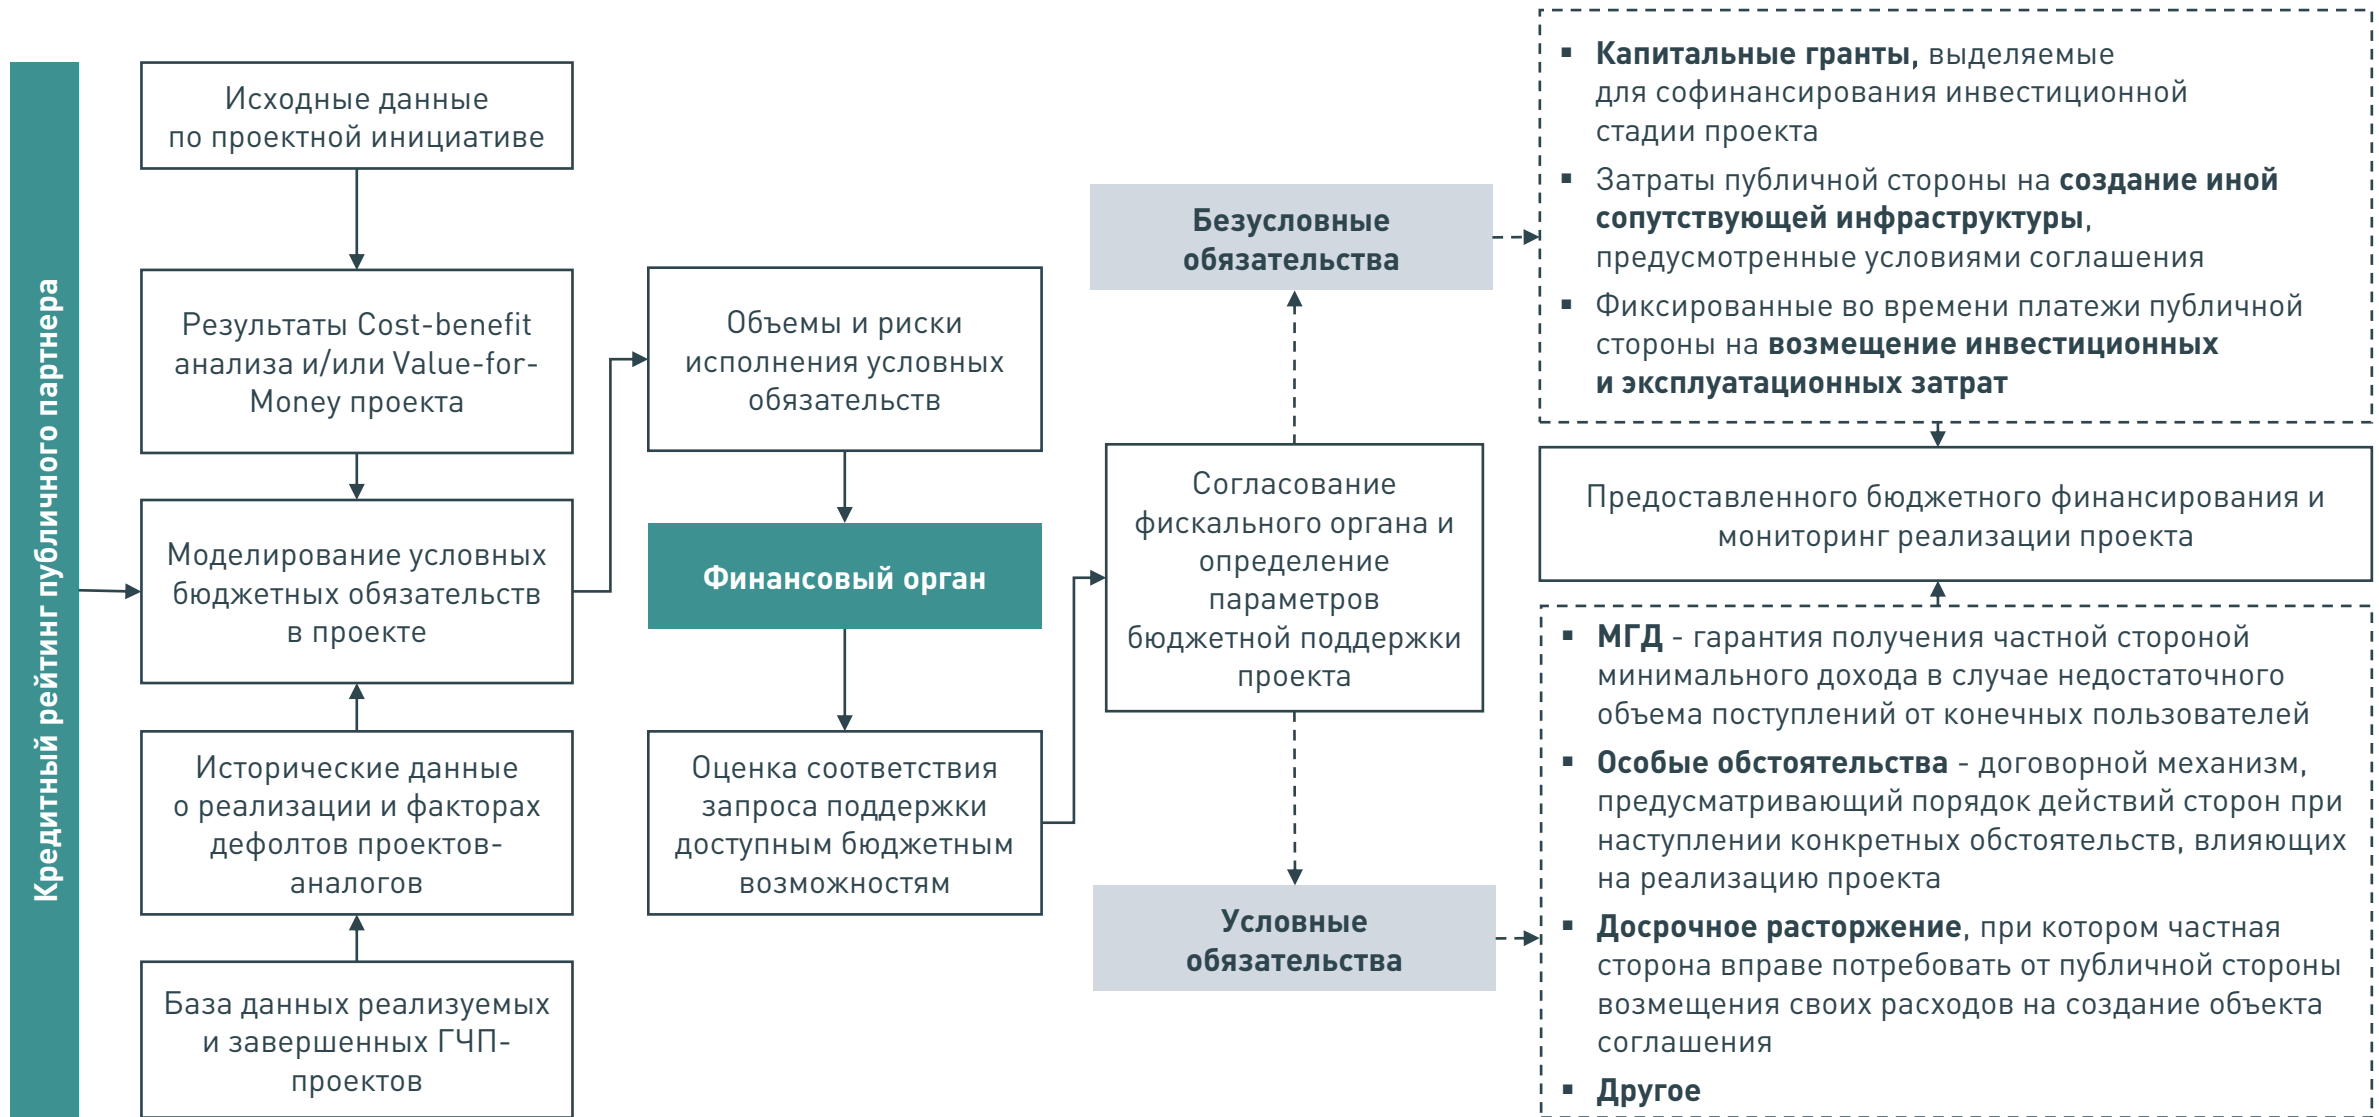 Кредитный рейтинг публичного партнера
Исходные данные
по проектной инициативе
Результаты Cost-benefit
анализа и/или Value-for-
Money проекта
Моделирование условных
бюджетных обязательств
в проекте
Исторические данные
о реализации и факторах
дефолтов проектов-
аналогов
База данных реализуемых
и завершенных ГЧП-
проектов
Объемы и риски
исполнения условных
обязательств
Финансовый орган
Оценка соответствия
запроса поддержки
доступным бюджетным
возможностям
Безусловные
обязательства
Согласование
фискального органа и
определение
параметров
бюджетной поддержки
проекта
Условные
обязательства
▪ Капитальные гранты, выделяемые
для софинансирования инвестиционной
стадии проекта
▪ Затраты публичной стороны на создание иной
сопутствующей инфраструктуры,
предусмотренные условиями соглашения
▪ Фиксированные во времени платежи публичной
стороны на возмещение инвестиционных
и эксплуатационных затрат
Предоставленного бюджетного финансирования и
мониторинг реализации проекта
▪ МГД - гарантия получения частной стороной
минимального дохода в случае недостаточного
объема поступлений от конечных пользователей
▪ Особые обстоятельства - договорной механизм,
предусматривающий порядок действий сторон при
наступлении конкретных обстоятельств, влияющих
на реализацию проекта
▪ Досрочное расторжение, при котором частная
сторона вправе потребовать от публичной стороны
возмещения своих расходов на создание объекта
соглашения
▪ Другое